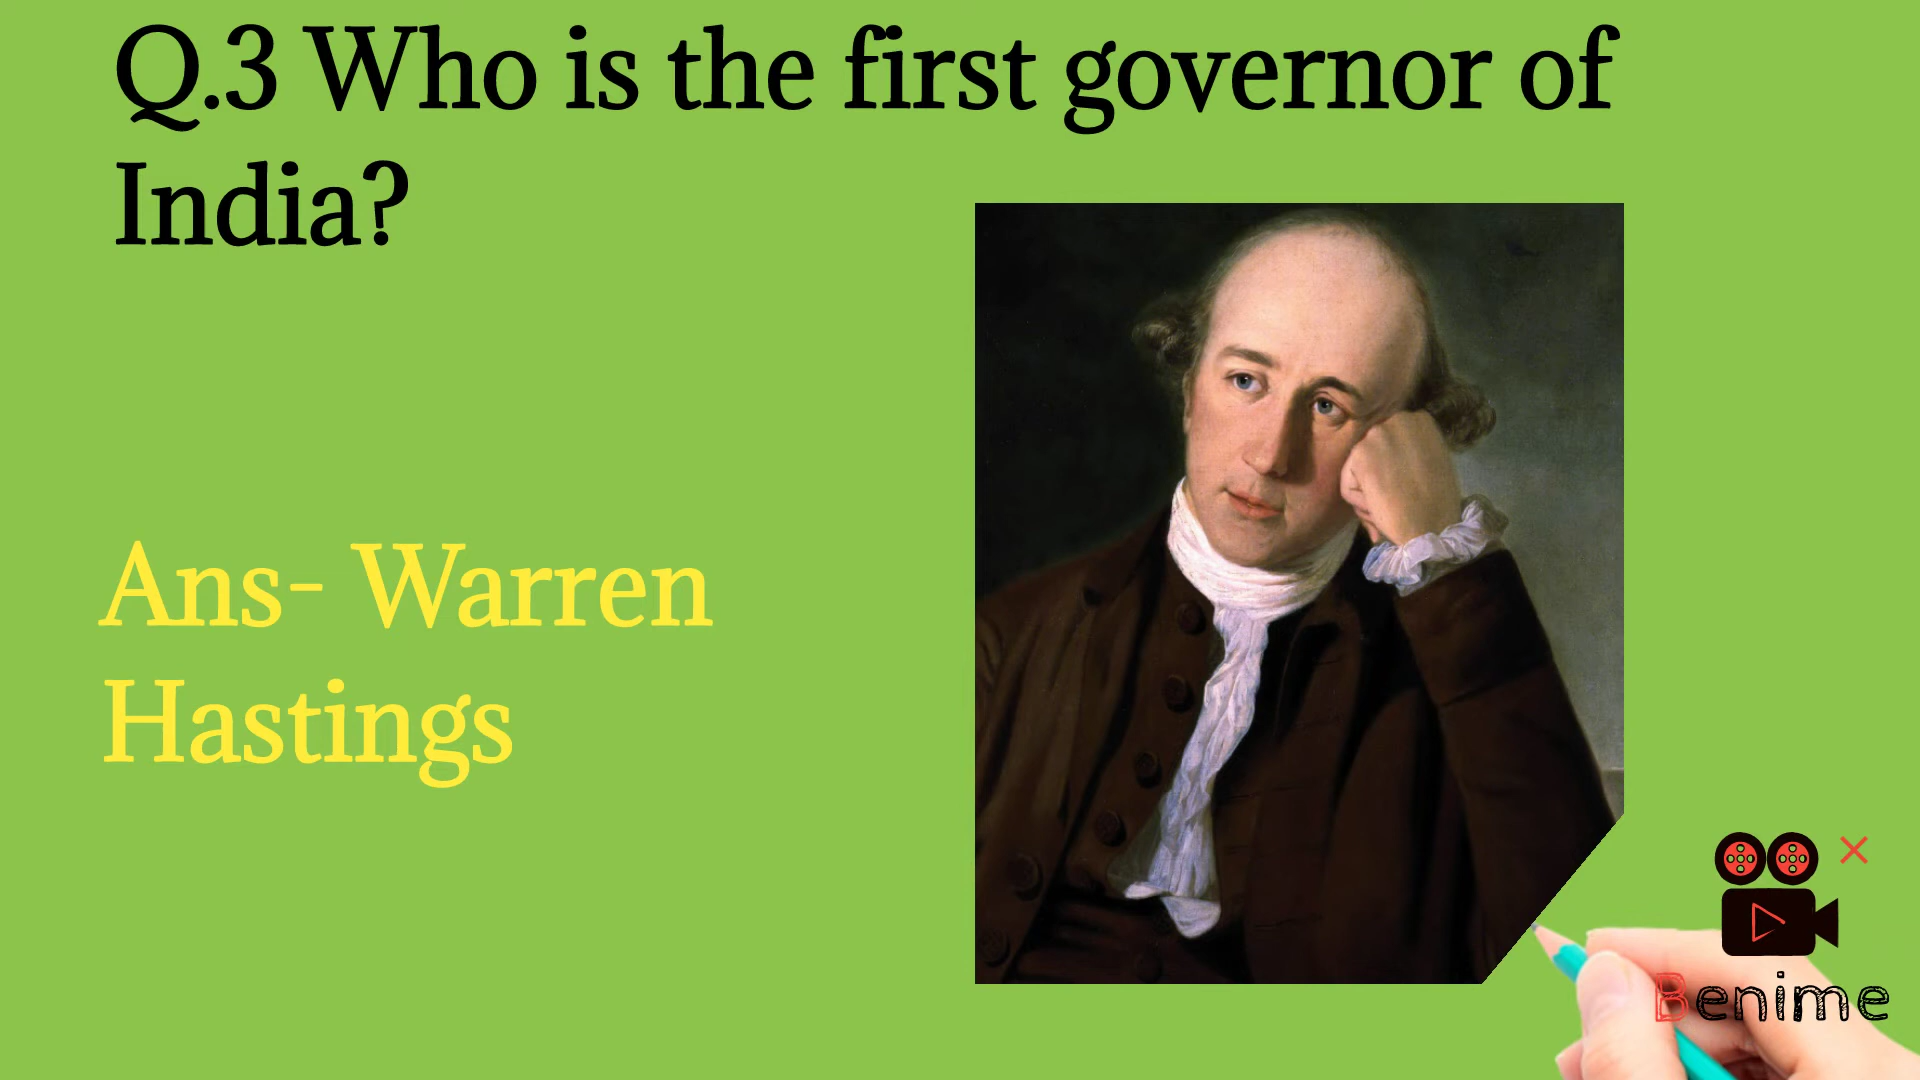 Q.3 Who is the first governor of
India?
Ans- Warren
Hastings
Benime